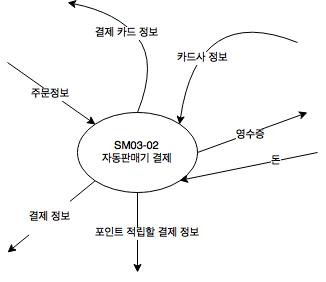 결제 카드 정보
카드사 정보
주문정보
SM03-02
자동판매기 결제
영수증
돈
결제 정보
포인트 적립할 결제 정보